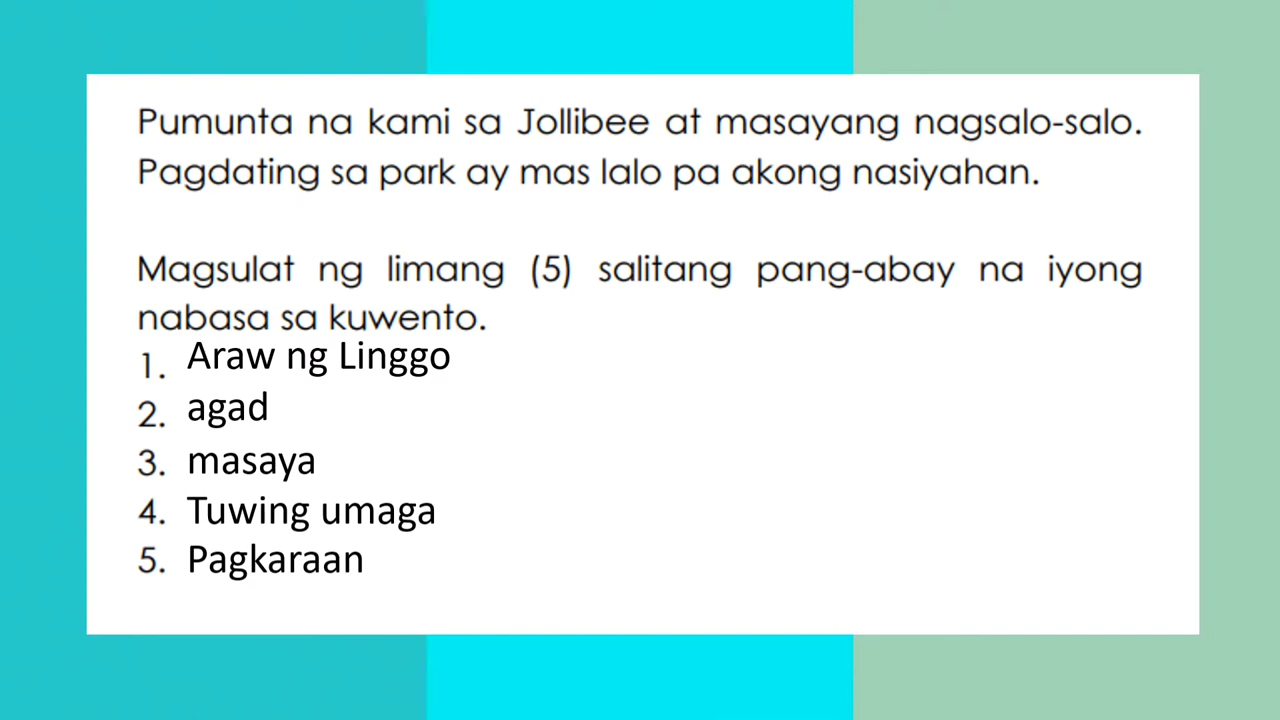 Pumunta na kami sa Jollibee at masayang nagsalo-salo.
Pagdating sa park ay mas lalo pa akong nasiyahan.
Magsulat ng limang (5) salitang pang-abay na iyong
nabasa sa kuwento.
1. Araw ng Linggo
2. agad
3. masaya
4. Tuwing umaga
5. Pagkaraan